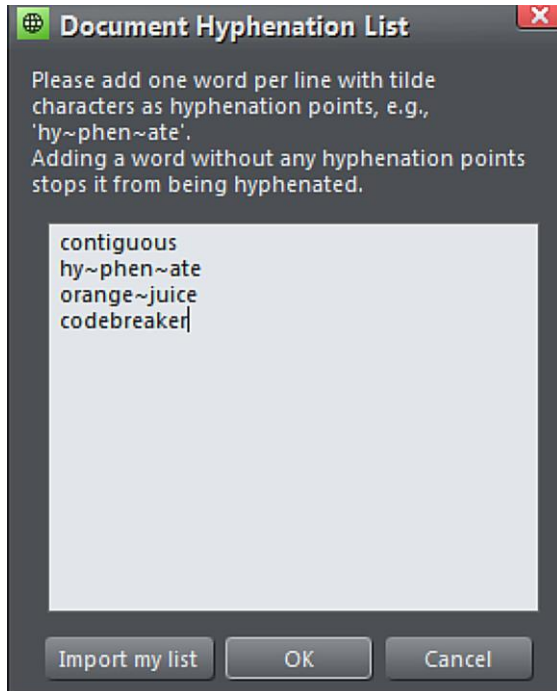 Document Hyphenation List
Please add one word per line with tilde
characters as hyphenation points, e.g.,
'hy~phen~ate'.
Adding a word without any hyphenation points
stops it from being hyphenated.
contiguous
hy~phen~ate
orange~juice
codebreaker
Import my list
OK
Cancel